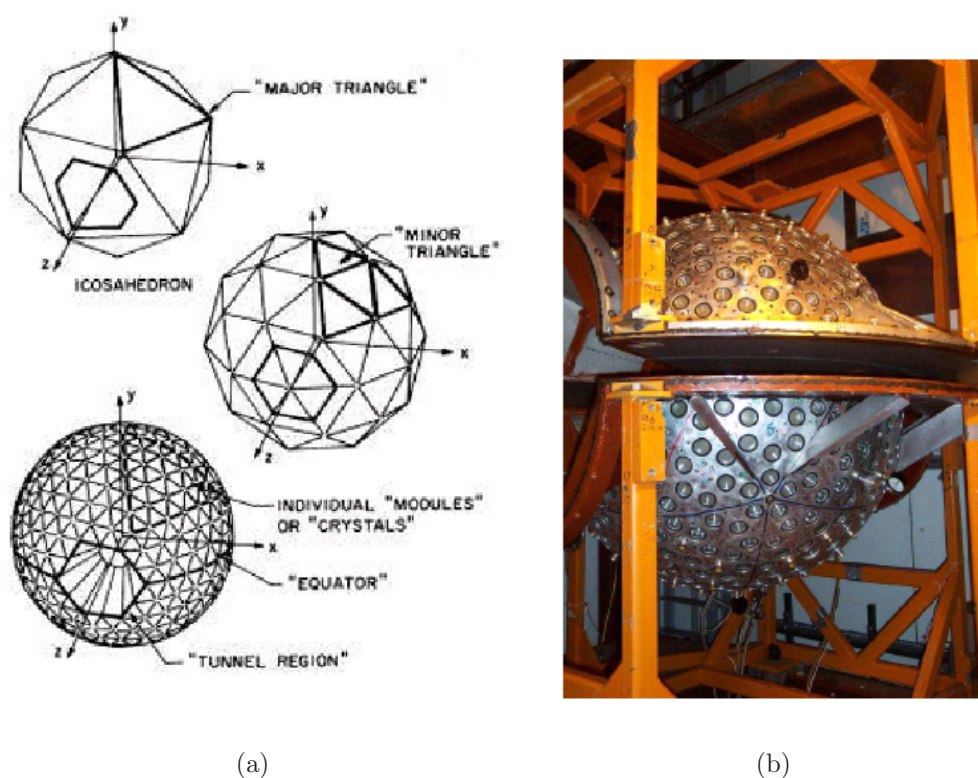 y
"MAJOR TRIANGLE"
x
z
ICOSAHEDRON
y
"MINOR
TRIANGLE"
x
z
y
INDIVIDUAL "MODULES"
OR "CRYSTALS"
x
"EQUATOR"
z
"TUNNEL REGION"
(a)
(b)